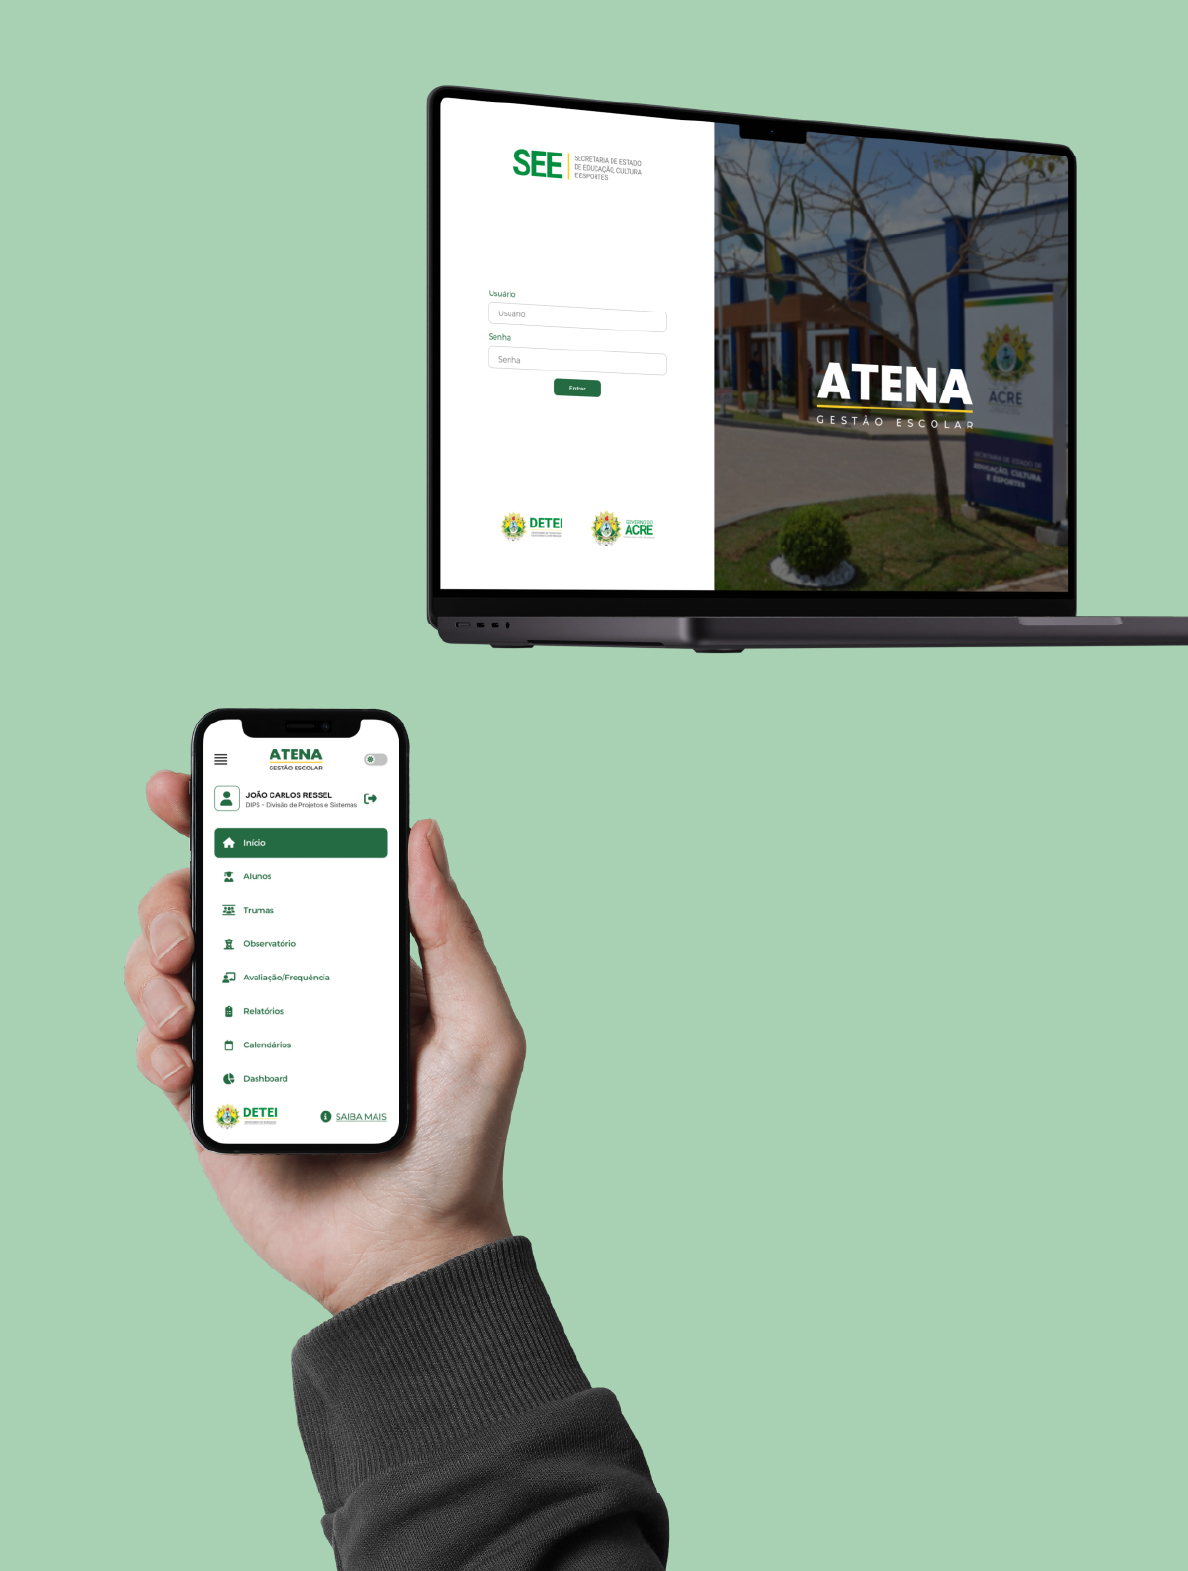 SEE
SECRETARIA DE ESTADO
DE EDUCAÇÃO, CULTURA
E ESPORTES
Usuário
Usuário
Senha
Senha
Entrar
DETEI
GOVERNO DO
ACRE
ATENA
GESTÃO ESCOLAR
ACRE
SECRETARIA DE ESTADO DE
EDUCAÇÃO, CULTURA
E ESPORTES
ATENA
GESTÃO ESCOLAR
JOÃO CARLOS RESSEL
DIPS - Divisão de Projetos e Sistemas
Início
Alunos
Trumas
Observatório
Avaliação/Frequência
Relatórios
Calendários
Dashboard
DETEI
SAIBA MAIS